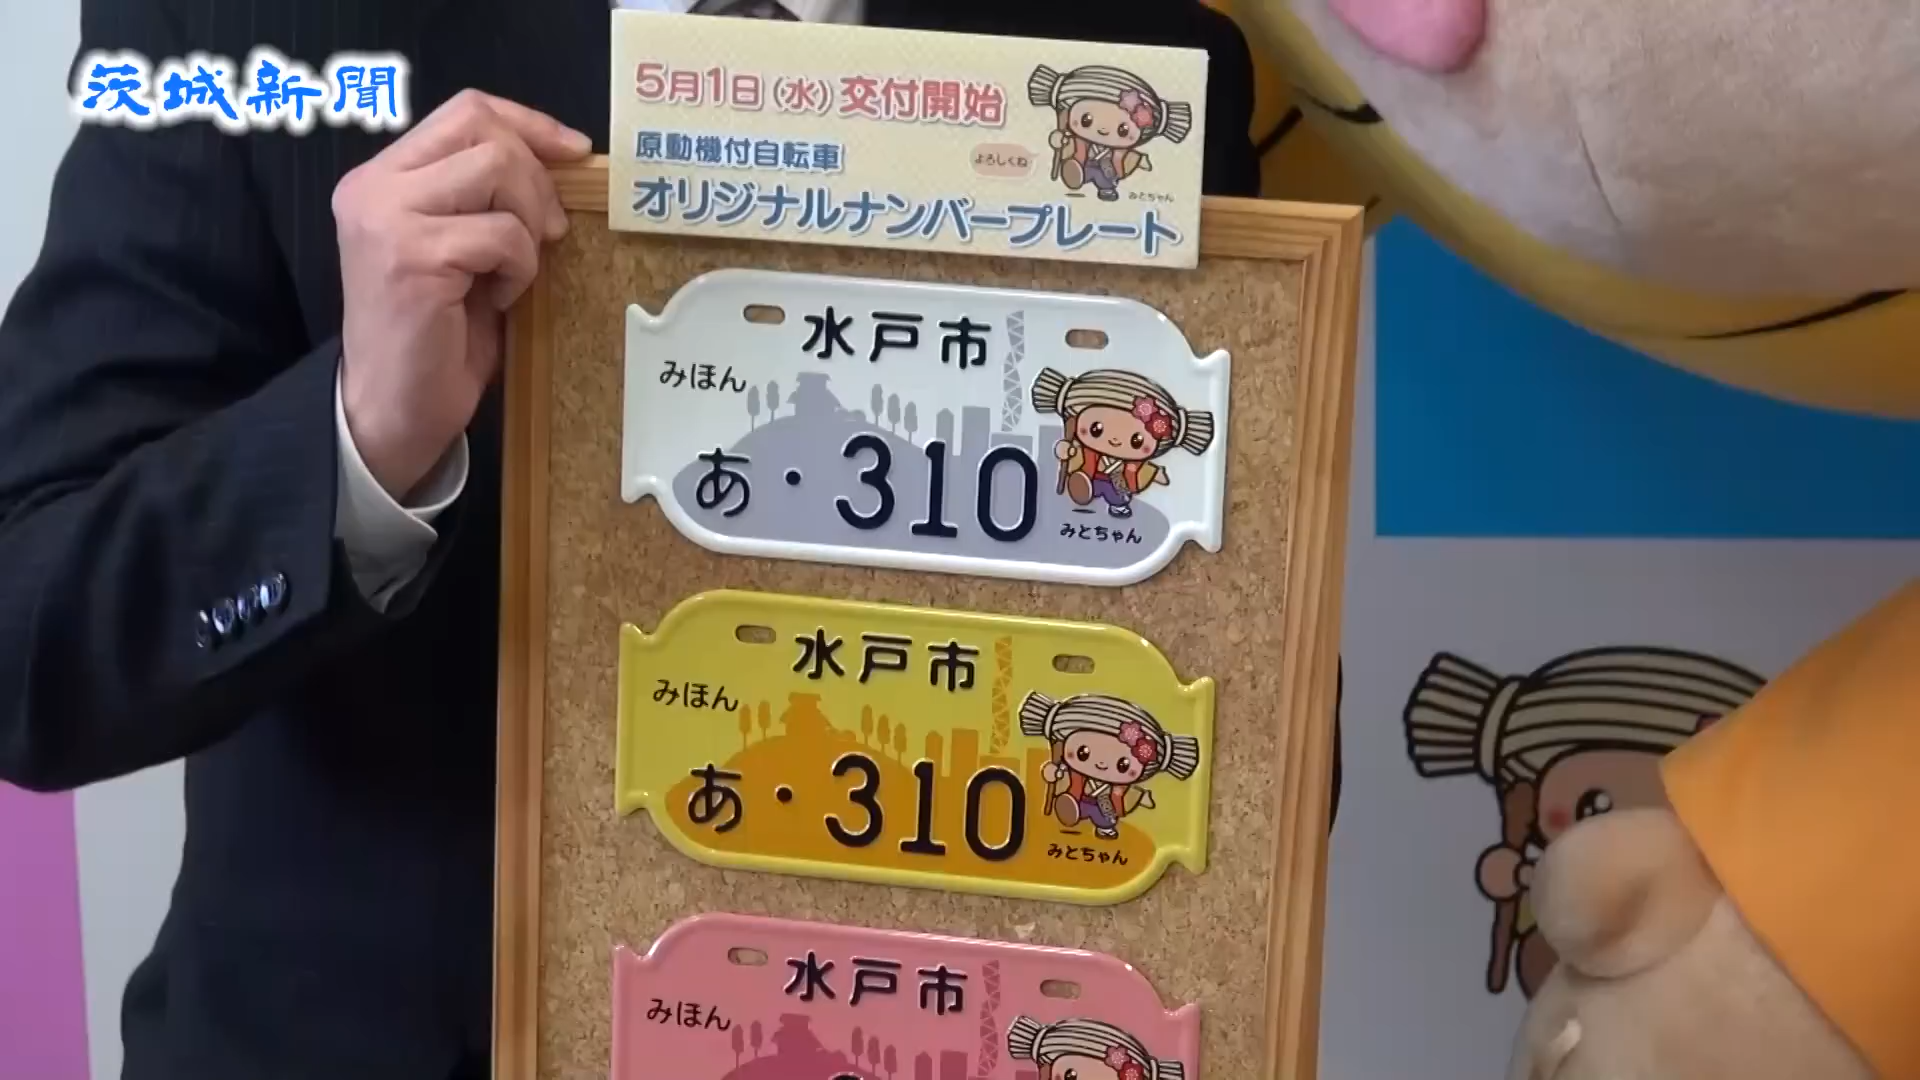 茨城新聞
5月1日(水)交付開始
原動機付自転車
よろしくね
みとちゃん
オリジナルナンバープレート
水戸市
みほん
あ・310
みとちゃん
水戸市
みほん
あ・310
みとちゃん
水戸市
みほん